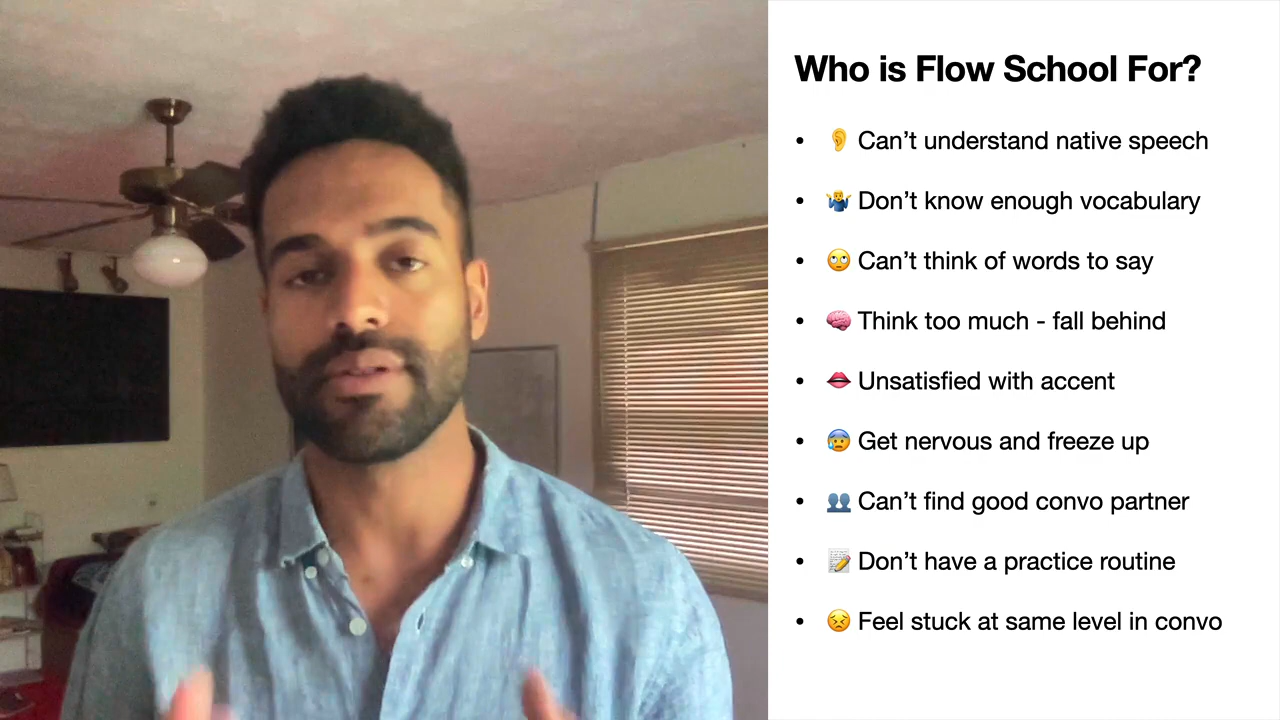 Who is Flow School For?
• 👂 Can’t understand native speech
• 🤷‍♂️ Don’t know enough vocabulary
• 🙄 Can’t think of words to say
• 🧠 Think too much - fall behind
• 👄 Unsatisfied with accent
• 😰 Get nervous and freeze up
• 👥 Can’t find good convo partner
• 📝 Don’t have a practice routine
• 😣 Feel stuck at same level in convo